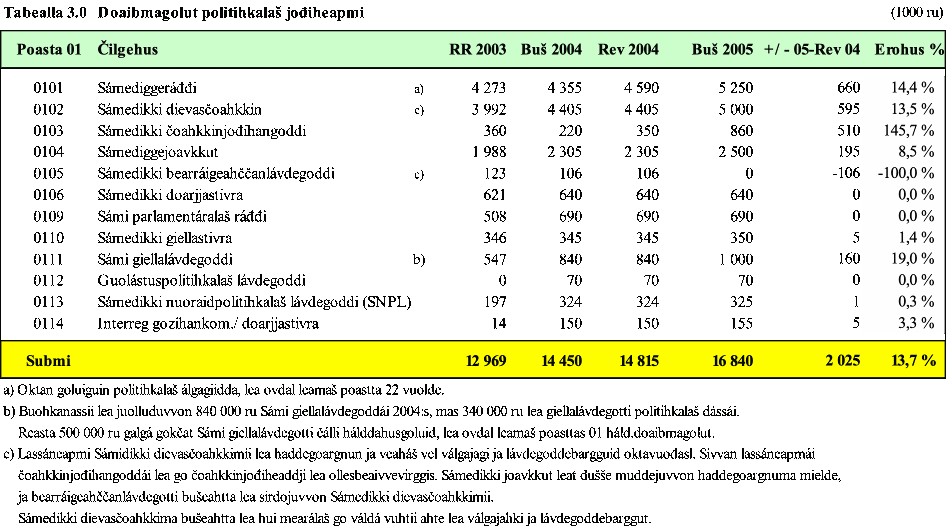 Tabealla 3.0 Doaibmagolut politihkalaš jođiheapmi (1000 ru)
Poasta 01 Čilgehus RR 2003 Buš 2004 Rev 2004 Buš 2005 + / - 05-Rev 04 Erohus %
0101 Sámediggeráđđi a) 4 273 4 355 4 590 5 250 660 14,4 %
0102 Sámedikki dievasčoahkkin c) 3 992 4 405 4 405 5 000 595 13,5 %
0103 Sámedikki čoahkkinjođihangoddi 360 220 350 860 510 145,7 %
0104 Sámediggejoavkkut 1 988 2 305 2 305 2 500 195 8,5 %
0105 Sámedikki bearráigeahččanlávdegoddi c) 123 106 106 0 -106 -100,0 %
0106 Sámedikki doarjjastivra 621 640 640 640 0 0,0 %
0109 Sámi parlamentáralaš ráđđi 508 690 690 690 0 0,0 %
0110 Sámedikki giellastivra 346 345 345 350 5 1,4 %
0111 Sámi giellalávdegoddi b) 547 840 840 1 000 160 19,0 %
0112 Guolástuspolitihkalaš lávdegoddi 0 70 70 70 0 0,0 %
0113 Sámedikki nuoraidpolitihkalaš lávdegoddi (SNPL) 197 324 324 325 1 0,3 %
0114 Interreg gozihankom./ doarjjastivra 14 150 150 155 5 3,3 %
Submi 12 969 14 450 14 815 16 840 2 025 13,7 %
a) Oktan goluiguin politihkalaš álgagiidda, lea ovdal leamaš poastta 22 vuolde.
b) Buohkanassii lea juolluduvvon 840 000 ru Sámi giellalávdegoddái 2004:s, mas 340 000 ru lea giellalávdegotti politihkalaš dássái.
Reasta 500 000 ru galgá gokčat Sámi giellalávdegotti čálli hálddahusgoluid, lea ovdal leamaš poasttas 01 háld.doaibmagolut.
c) Lassáneapmi Sámidikki dievasčoahkkimii lea haddegoargnun ja veaháš vel válgajagi ja lávdegoddebargguid oktavuođasl. Sivvan lassáneapmái
čoahkkinjođihangoddái lea go čoahkkinjođiheaddji lea ollesbeaivvevirggis. Sámedikki joavkkut leat dušše muddejuvvon haddegoargnuma mielde,
ja bearráigeahččanlávdegotti bušeahtta lea sirdojuvvon Sámedikki dievasčoahkkimii.
Sámedikki dievasčoahkkima bušeahtta lea hui mearálaš go váldá vuhtii ahte lea válgajahki ja lávdegoddebarggut.